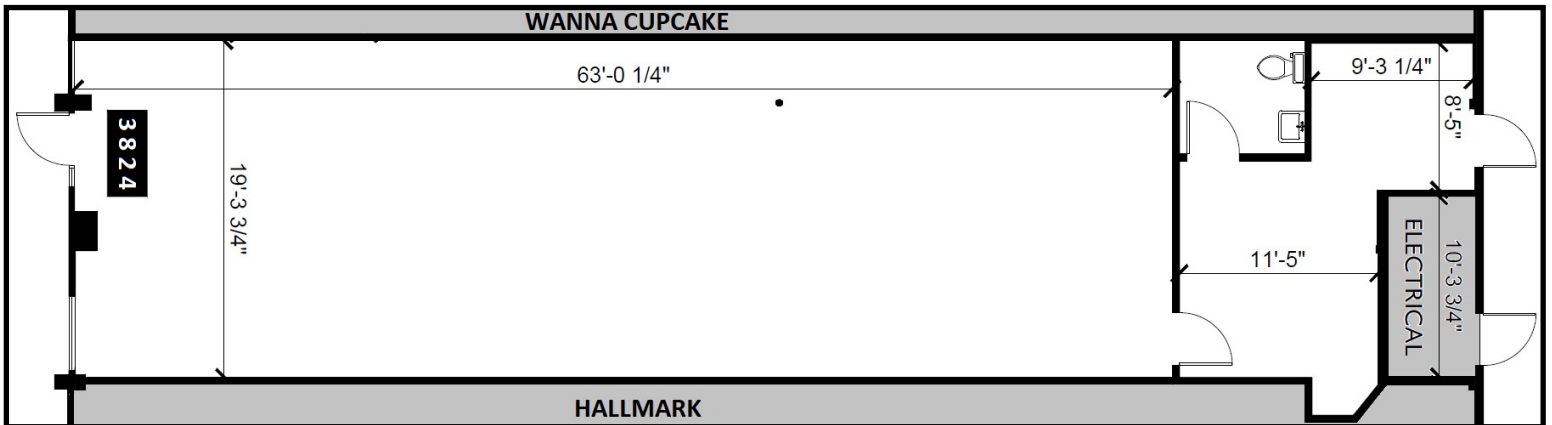 WANNA CUPCAKE
63'-0 1/4"
9'-3 1/4"
8'-5"
3824
19'-3 3/4"
11'-5"
ELECTRICAL
10'-3 3/4"
HALLMARK